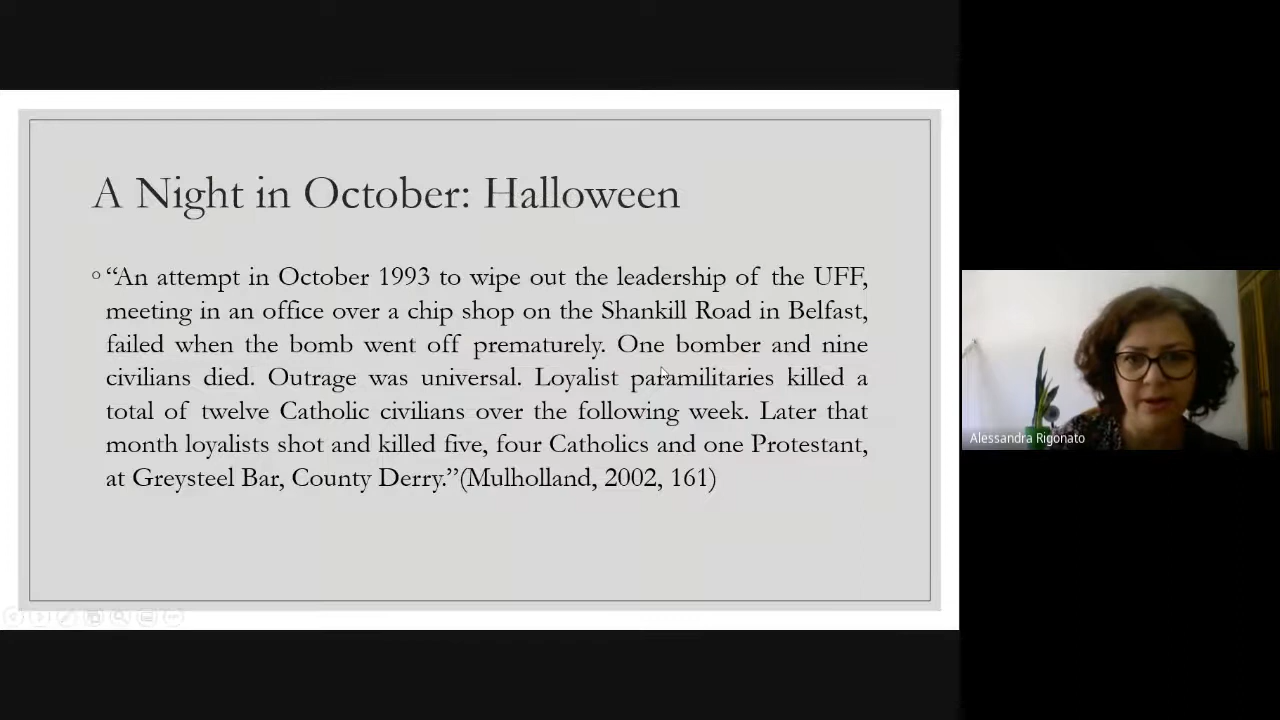 A Night in October: Halloween
“An attempt in October 1993 to wipe out the leadership of the UFF,
meeting in an office over a chip shop on the Shankill Road in Belfast,
failed when the bomb went off prematurely. One bomber and nine
civilians died. Outrage was universal. Loyalist paramilitaries killed a
total of twelve Catholic civilians over the following week. Later that
month loyalists shot and killed five, four Catholics and one Protestant,
at Greysteel Bar, County Derry.”(Mulholland, 2002, 161)
Alessandra Rigonato